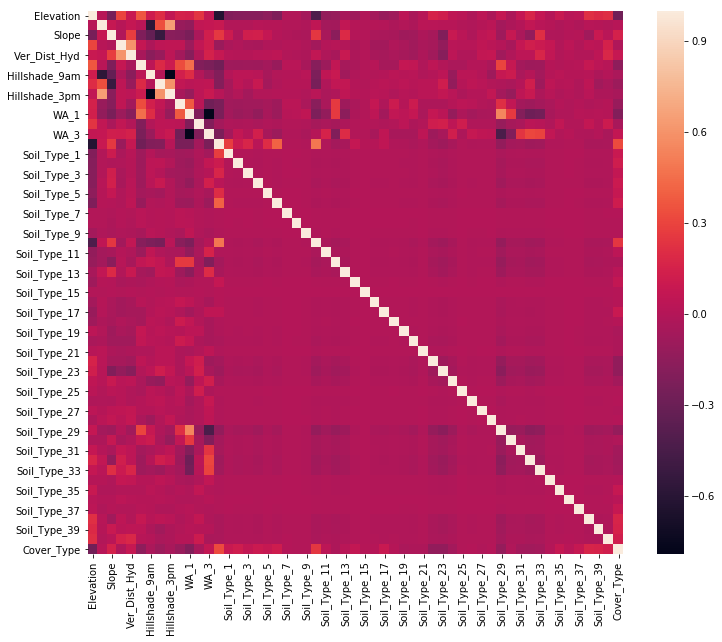 Elevation
Slope
Ver_Dist_Hyd
Hillshade_9am
Hillshade_3pm
WA_1
WA_3
Soil_Type_1
Soil_Type_3
Soil_Type_5
Soil_Type_7
Soil_Type_9
Soil_Type_11
Soil_Type_13
Soil_Type_15
Soil_Type_17
Soil_Type_19
Soil_Type_21
Soil_Type_23
Soil_Type_25
Soil_Type_27
Soil_Type_29
Soil_Type_31
Soil_Type_33
Soil_Type_35
Soil_Type_37
Soil_Type_39
Cover_Type
Elevation
Slope
Ver_Dist_Hyd
Hillshade_9am
Hillshade_3pm
WA_1
WA_3
Soil_Type_1
Soil_Type_3
Soil_Type_5
Soil_Type_7
Soil_Type_9
Soil_Type_11
Soil_Type_13
Soil_Type_15
Soil_Type_17
Soil_Type_19
Soil_Type_21
Soil_Type_23
Soil_Type_25
Soil_Type_27
Soil_Type_29
Soil_Type_31
Soil_Type_33
Soil_Type_35
Soil_Type_37
Soil_Type_39
Cover_Type
0.9
0.6
0.3
0.0
−0.3
−0.6